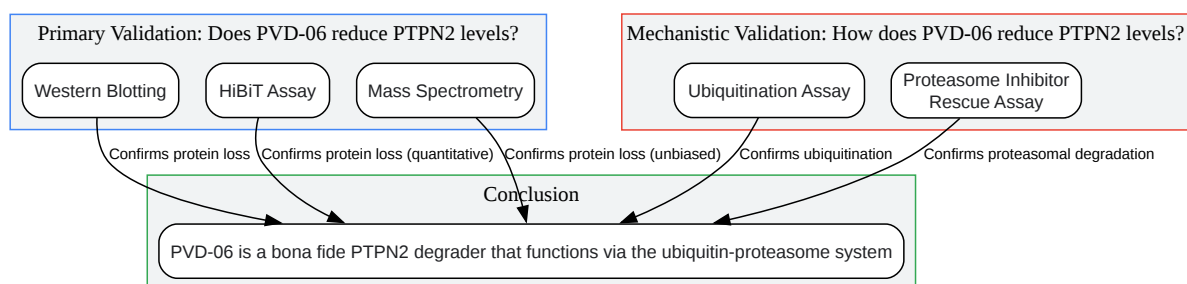 Primary Validation: Does PVD-06 reduce PTPN2 levels?
Mechanistic Validation: How does PVD-06 reduce PTPN2 levels?
Western Blotting
HiBiT Assay
Mass Spectrometry
Ubiquitination Assay
Proteasome Inhibitor
Rescue Assay
Confirms protein loss
Confirms protein loss (quantitative)
Confirms protein loss (unbiased)
Confirms ubiquitination
Confirms proteasomal degradation
Conclusion
PVD-06 is a bona fide PTPN2 degrader that functions via the ubiquitin-proteasome system